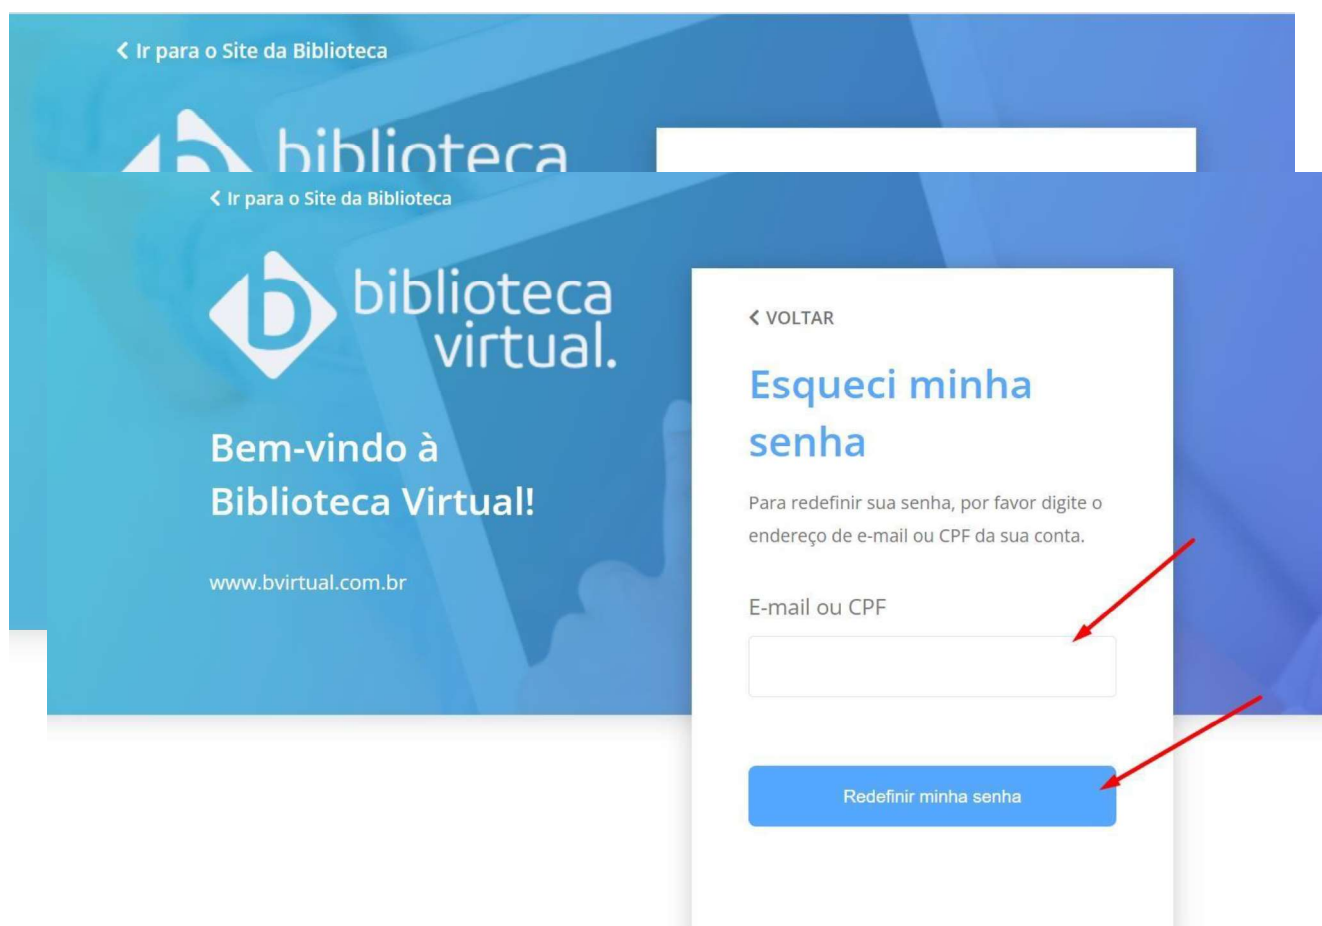 Ir para o Site da Biblioteca
biblioteca
Ir para o Site da Biblioteca
biblioteca
virtual.
Bem-vindo à
Biblioteca Virtual!
www.bvirtual.com.br
VOLTAR
Esqueci minha
senha
Para redefinir sua senha, por favor digite o
endereço de e-mail ou CPF da sua conta.
E-mail ou CPF
Redefinir minha senha